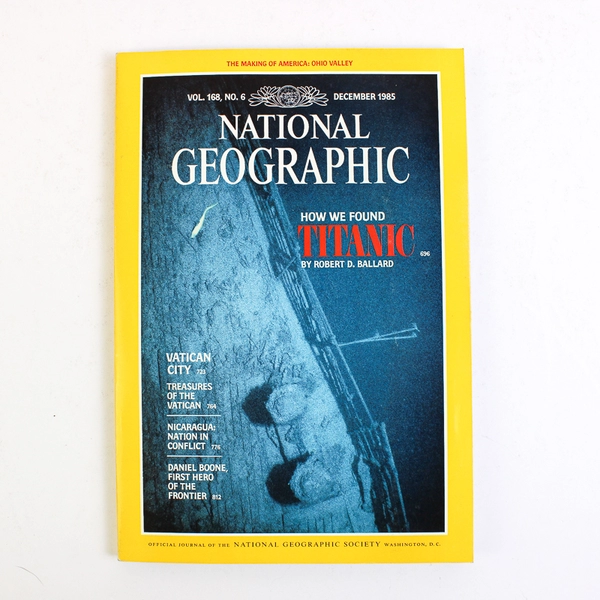 THE MAKING OF AMERICA: OHIO VALLEY
VOL. 168, NO. 6 DECEMBER 1985
NATIONAL
GEOGRAPHIC
HOW WE FOUND
TITANIC 696
BY ROBERT D. BALLARD
VATICAN
CITY 723
TREASURES
OF THE
VATICAN 764
NICARAGUA:
NATION IN
CONFLICT 776
DANIEL BOONE,
FIRST HERO
OF THE
FRONTIER 812
OFFICIAL JOURNAL OF THE NATIONAL GEOGRAPHIC SOCIETY WASHINGTON, D.C.